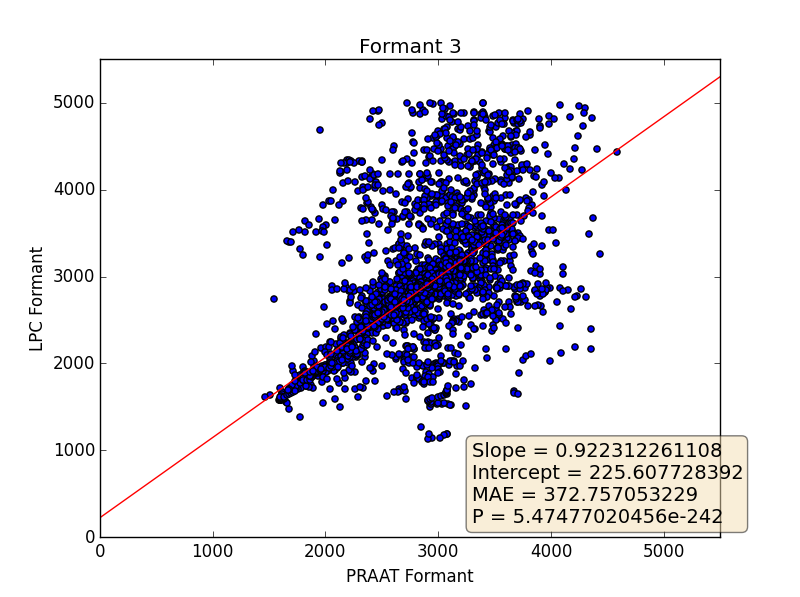 Formant 3
LPC Formant
5000
4000
3000
2000
1000
0
0 1000 2000 3000 4000 5000
PRAAT Formant
Slope = 0.922312261108
Intercept = 225.607728392
MAE = 372.757053229
P = 5.47477020456e-242